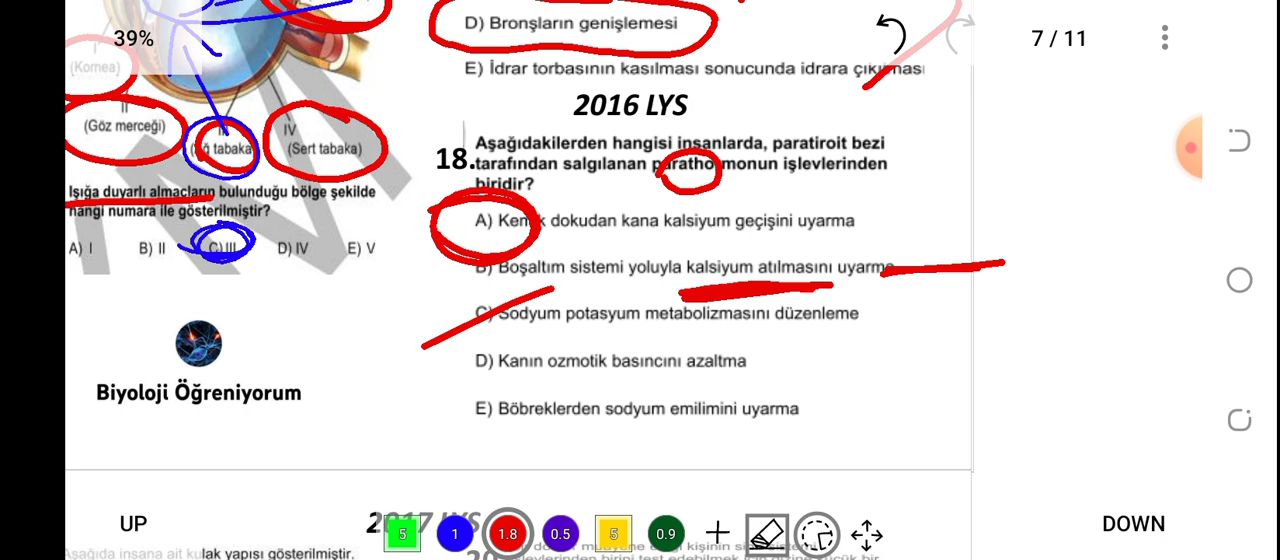 39%
7 / 11
D) Bronşların genişlemesi
E) İdrar torbasının kasılması sonucunda idrara çıkılması
I
(Kornea)
II
(Göz merceği)
(Ağ tabaka)
IV
(Sert tabaka)
Işığa duyarlı almaçların bulunduğu bölge şekilde
hangi numara ile gösterilmiştir?
A) I B) II C) III D) IV E) V
Biyoloji Öğreniyorum
2016 LYS
18. Aşağıdakilerden hangisi insanlarda, paratiroit bezi
tarafından salgılanan parathormonun işlevlerinden
biridir?
A) Kemik dokudan kana kalsiyum geçişini uyarma
B) Boşaltım sistemi yoluyla kalsiyum atılmasını uyarma
C) Sodyum potasyum metabolizmasını düzenleme
D) Kanın ozmotik basıncını azaltma
E) Böbreklerden sodyum emilimini uyarma
UP
2017 LYS
5 1 1.8 0.5 5 0.9
DOWN
Aşağıda insana ait kulak yapısı gösterilmiştir.